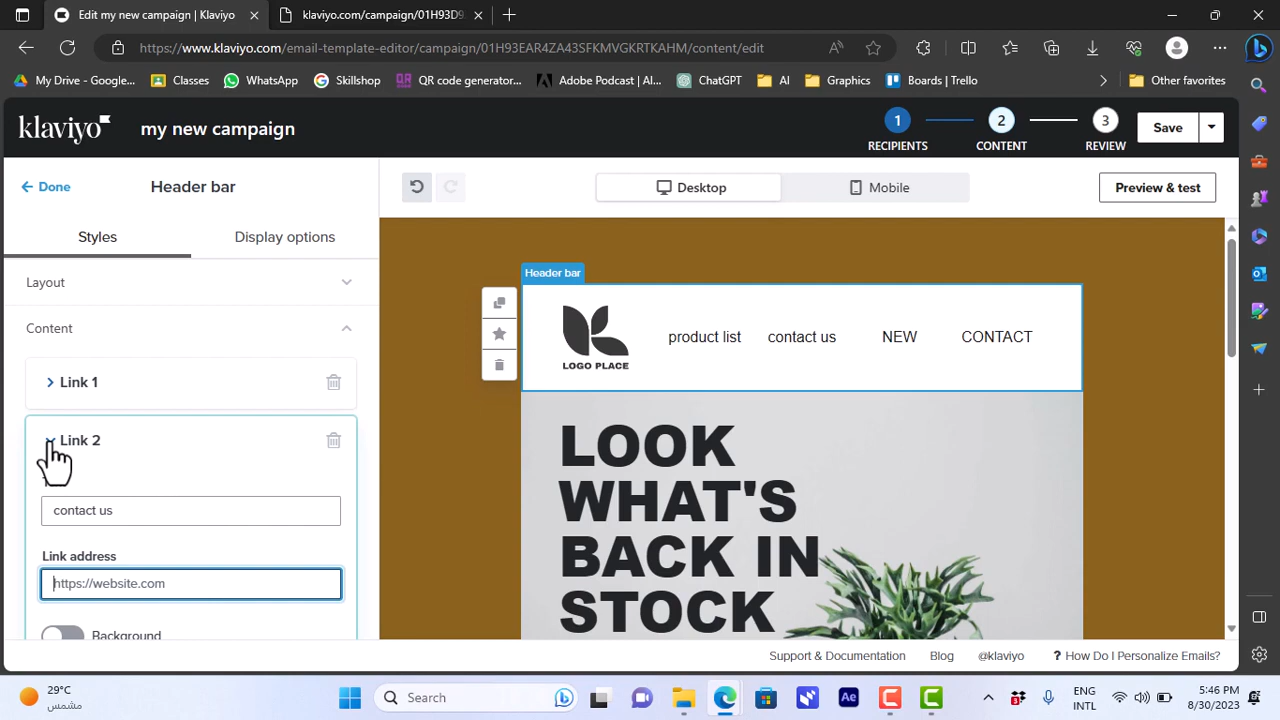 Edit my new campaign | Klaviyo
klaviyo.com/campaign/01H93D9.
https://www.klaviyo.com/email-template-editor/campaign/01H93EAR4ZA43SFKMVGKRTKAHM/content/edit
My Drive - Google...
Classes
WhatsApp
Skillshop
QR code generator...
Adobe Podcast | AI...
ChatGPT
AI
Graphics
Boards | Trello
Other favorites
klaviyo
my new campaign
1
RECIPIENTS
2
CONTENT
3
REVIEW
Save
Done
Header bar
Desktop
Mobile
Preview & test
Styles
Display options
Layout
Content
Link 1
Link 2
contact us
Link address
https://website.com
Background
Header bar
LOGO PLACE
product list
contact us
NEW
CONTACT
LOOK
WHAT'S
BACK IN
STOCK
Support & Documentation
Blog
@klaviyo
? How Do I Personalize Emails?
29°C
مشمس
Search
Ae
ENG
INTL
5:46 PM
8/30/2023